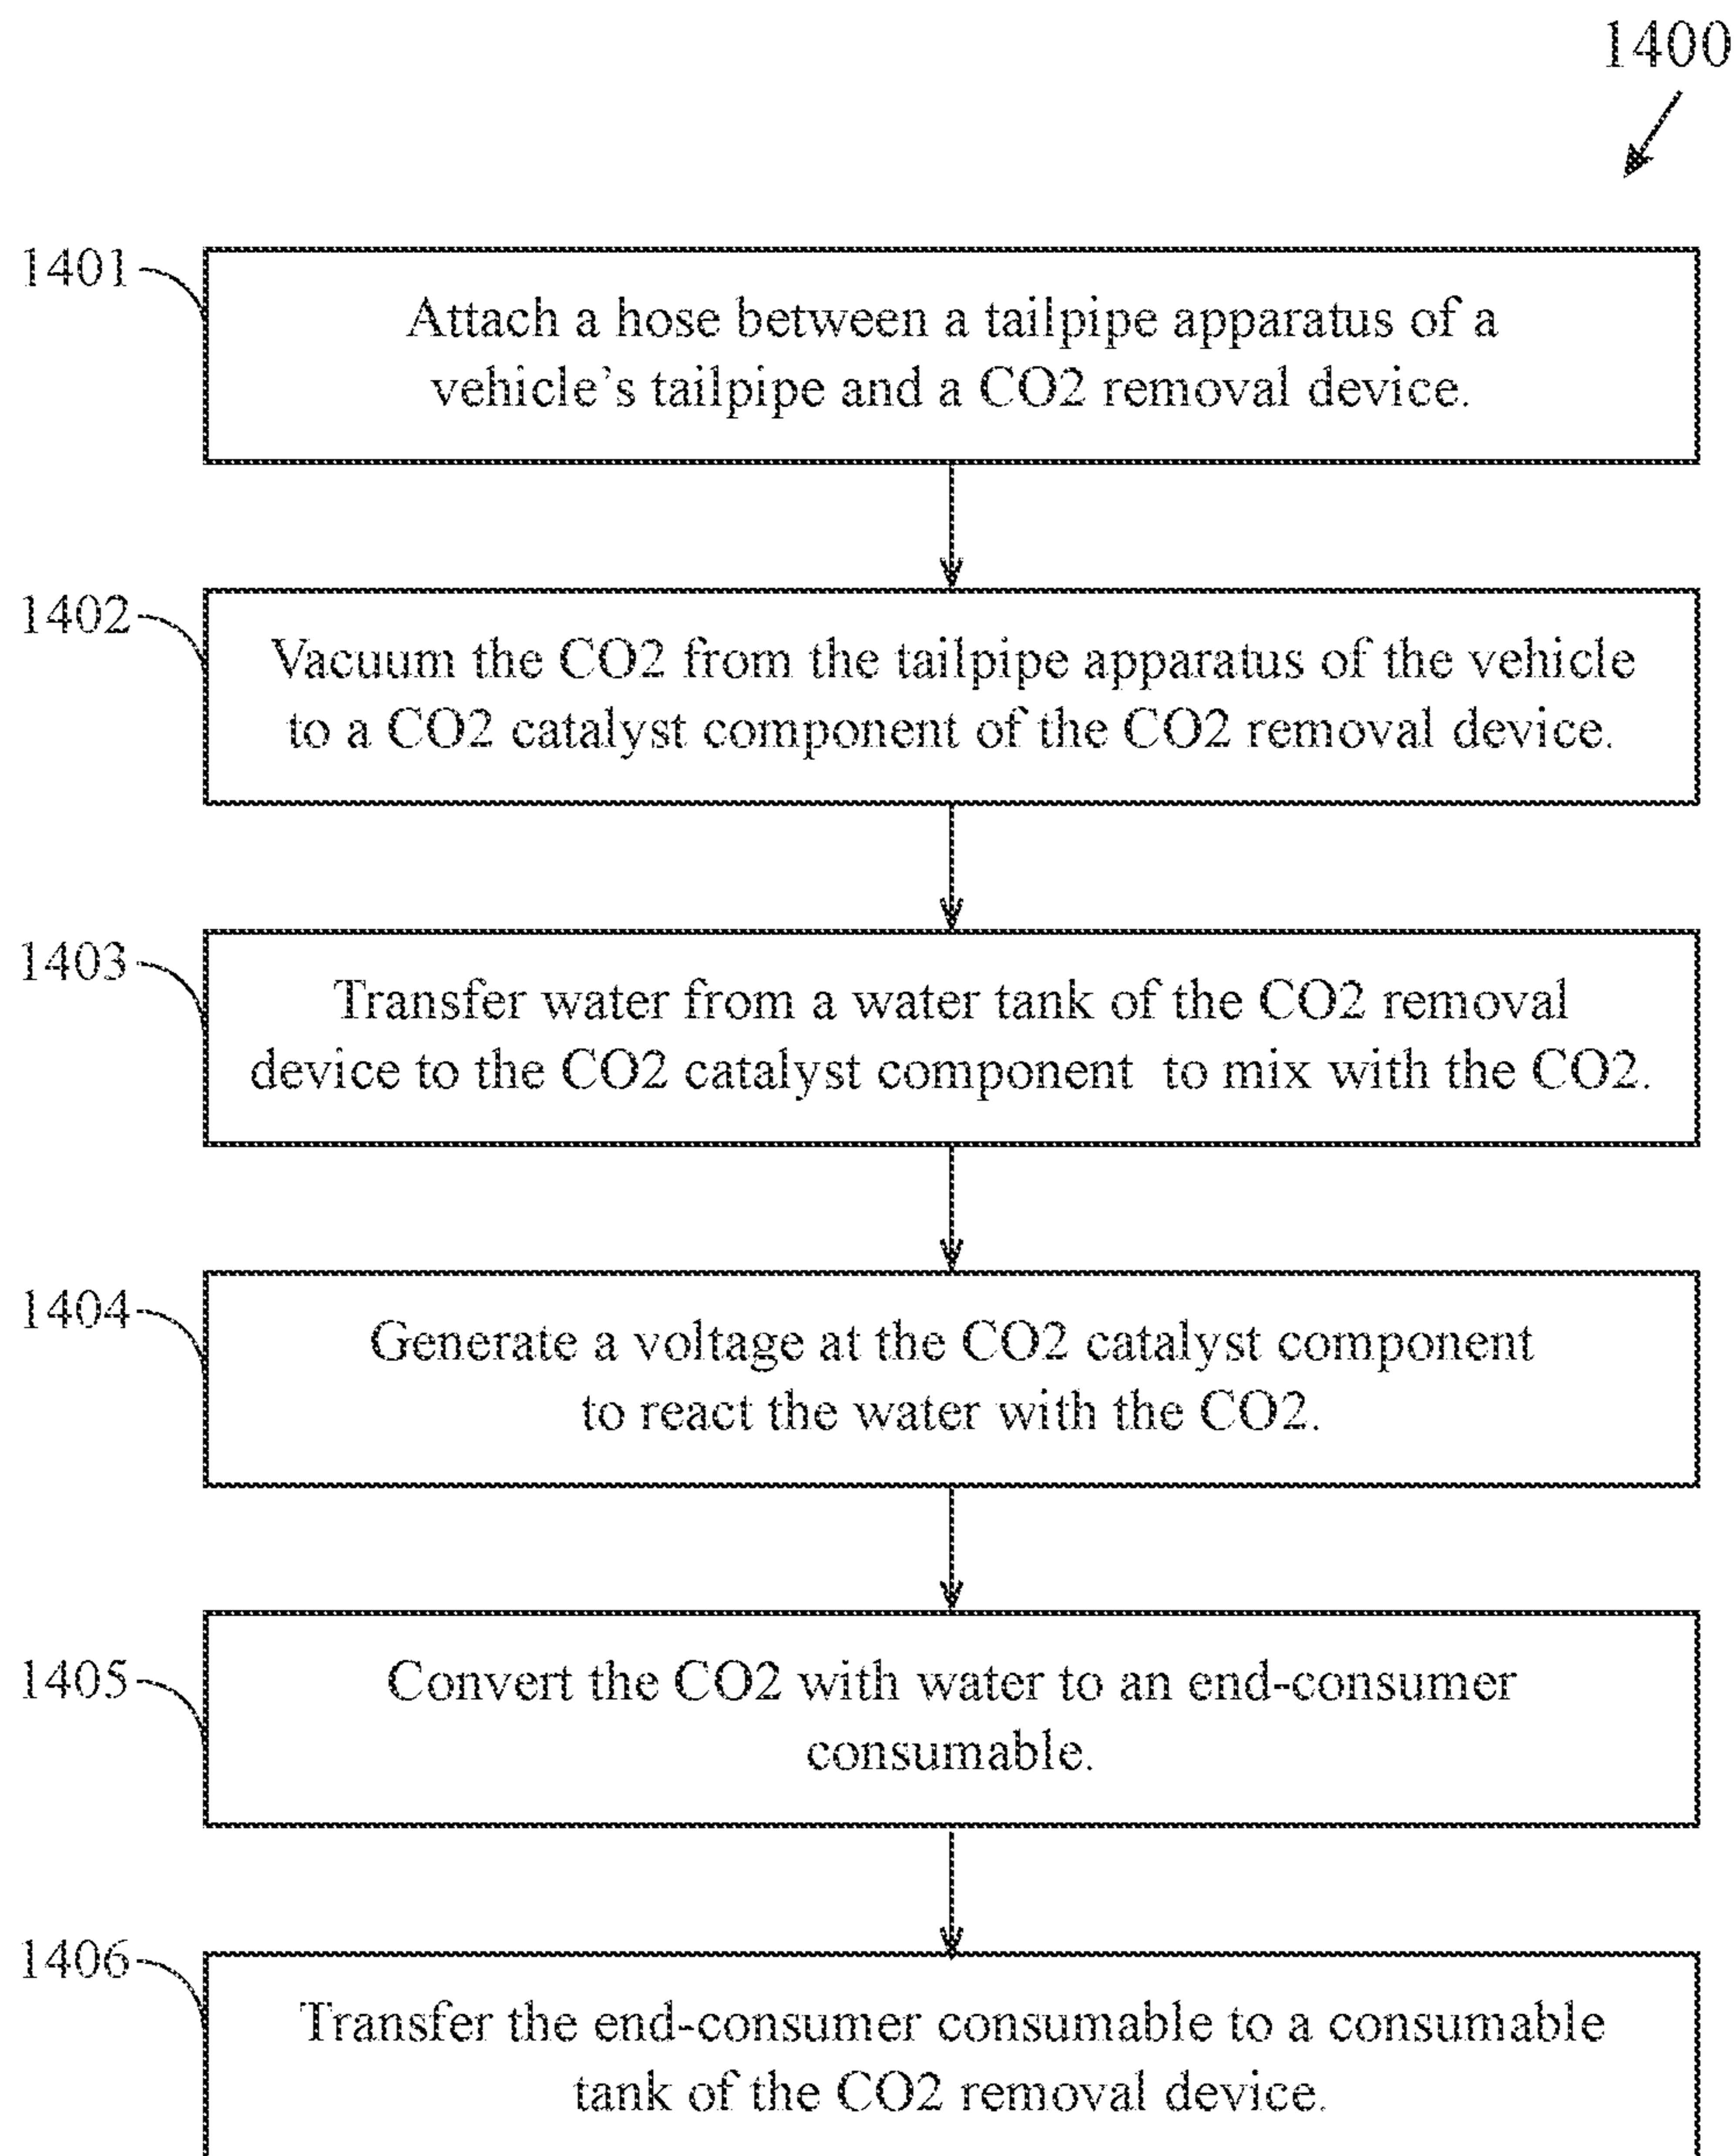 1400
1401
Attach a hose between a tailpipe apparatus of a
vehicle's tailpipe and a CO2 removal device.
1402
Vacuum the CO2 from the tailpipe apparatus of the vehicle
to a CO2 catalyst component of the CO2 removal device.
1403
Transfer water from a water tank of the CO2 removal
device to the CO2 catalyst component to mix with the CO2.
1404
Generate a voltage at the CO2 catalyst component
to react the water with the CO2.
1405
Convert the CO2 with water to an end-consumer
consumable.
1406
Transfer the end-consumer consumable to a consumable
tank of the CO2 removal device.